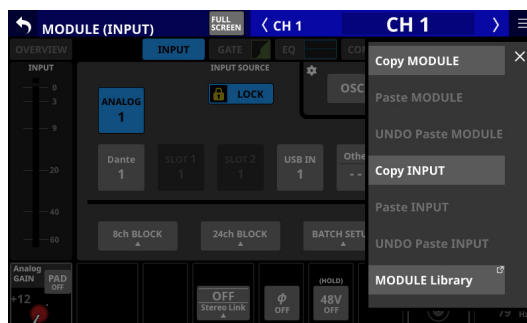 MODULE (INPUT)
FULL
SCREEN
CH 1
CH 1
OVERVIEW
INPUT
GATE
EQ
INPUT
INPUT SOURCE
Copy MODULE
0
3
9
20
40
60
ANALOG
1
LOCK
OSC
Paste MODULE
UNDO Paste MODULE
Dante
1
SLOT 1
1
SLOT 2
1
USB IN
1
Othe
--
Copy INPUT
Paste INPUT
8ch BLOCK
24ch BLOCK
BATCH SETU
UNDO Paste INPUT
Analog
GAIN
PAD
OFF
+12
OFF
Stereo Link
Φ
OFF
(HOLD)
48V
OFF
MODULE Library
79